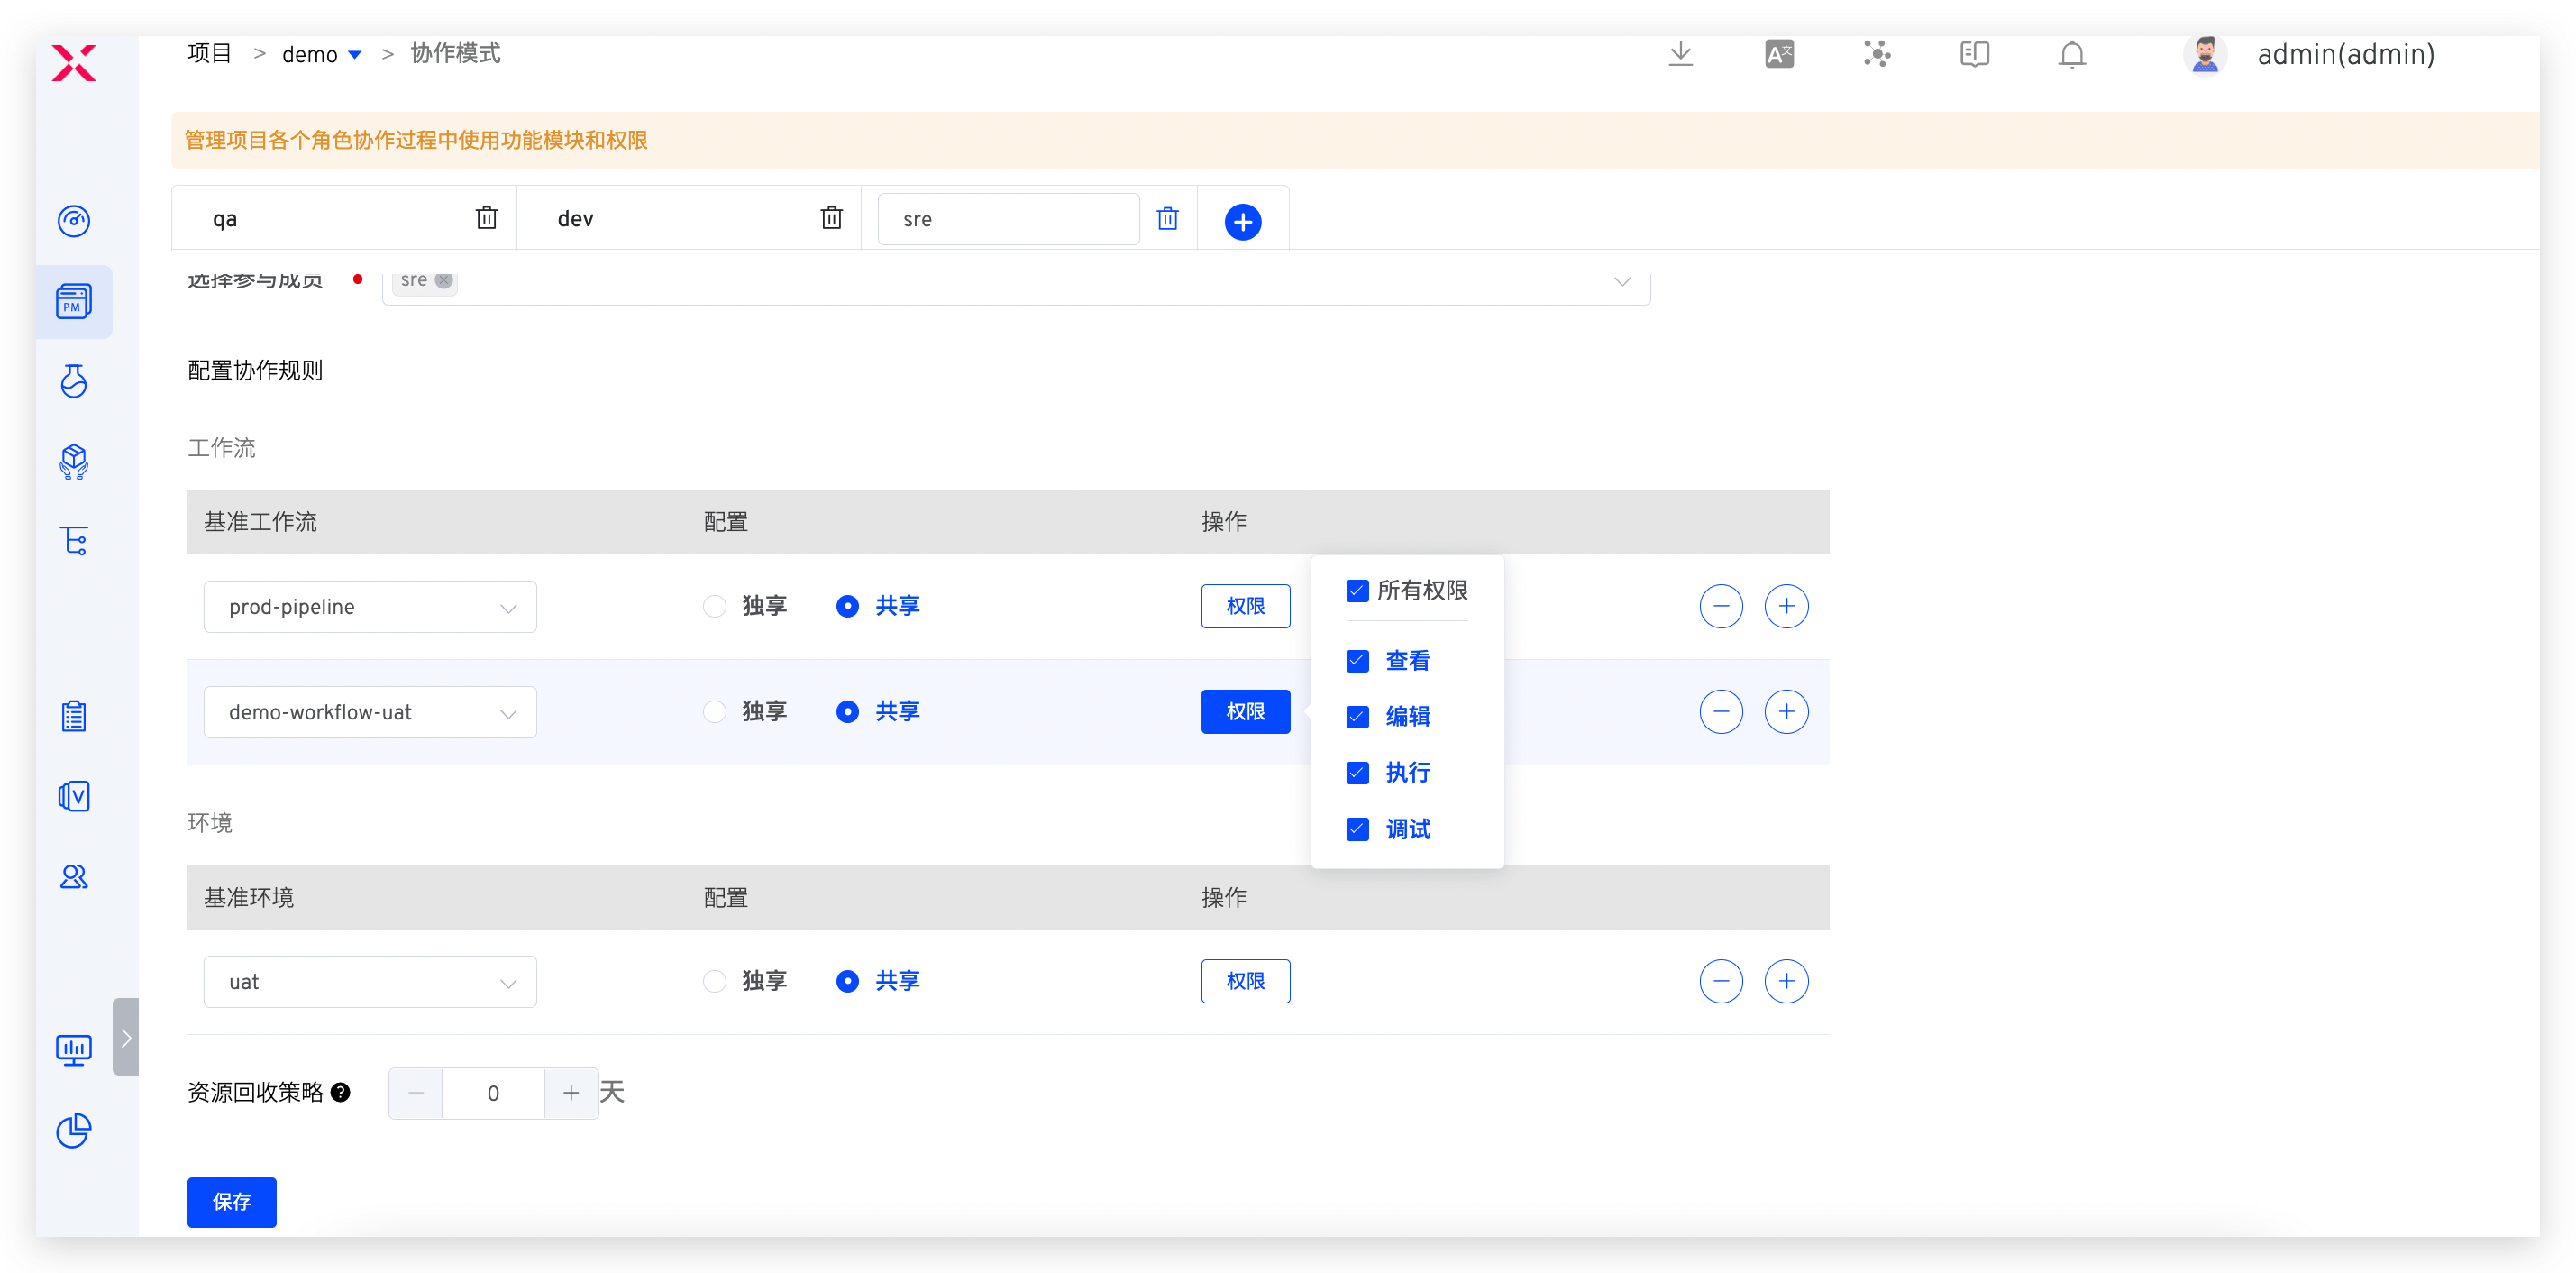 项目 > demo > 协作模式
admin(admin)
管理项目各个角色协作过程中使用功能模块和权限
qa dev sre
选择参与成员 sre
配置协作规则
工作流
基准工作流 配置 操作
prod-pipeline 独享 共享 权限
demo-workflow-uat 独享 共享 权限
所有权限
查看
编辑
执行
调试
环境
基准环境 配置 操作
uat 独享 共享 权限
资源回收策略 ? 0 天
保存
PM
V
A文